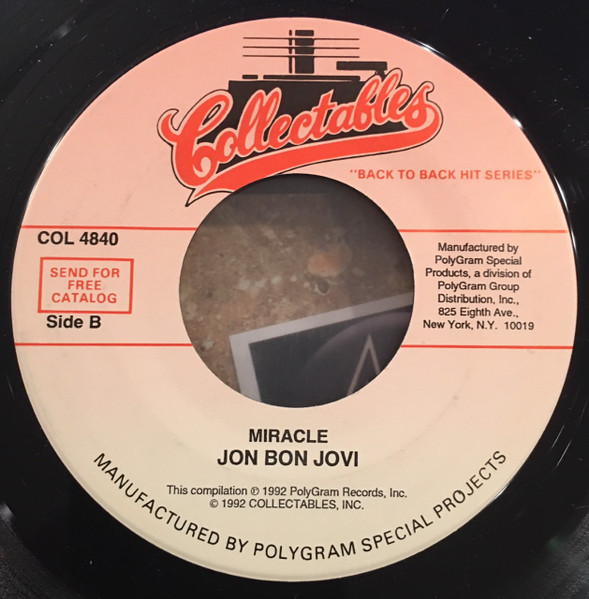 Collectables
"BACK TO BACK HIT SERIES"
COL 4840
SEND FOR
FREE
CATALOG
Side B
Manufactured by
PolyGram Special
Products, a division of
PolyGram Group
Distribution, Inc.,
825 Eighth Ave.,
New York, N.Y. 10019
MIRACLE
JON BON JOVI
This compilation ℗ 1992 PolyGram Records, Inc.
© 1992 COLLECTABLES, INC.
MANUFACTURED BY POLYGRAM SPECIAL PROJECTS